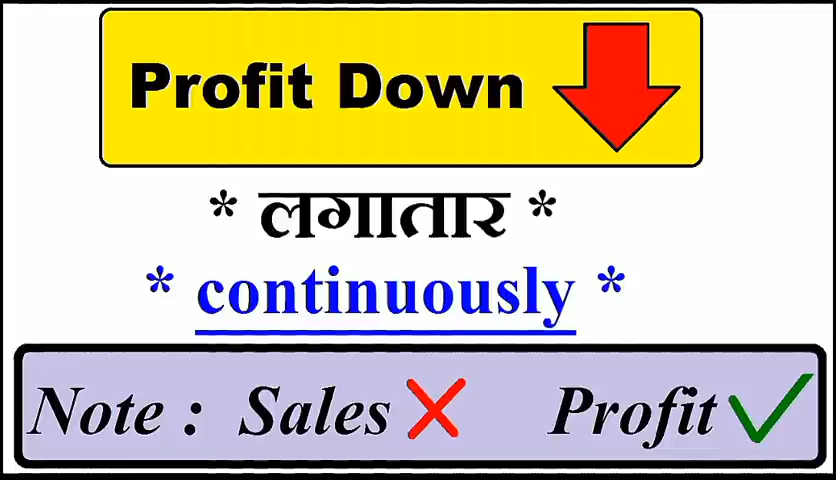 Profit Down
* लगातार *
* continuously *
Note : Sales ❌ Profit ✓